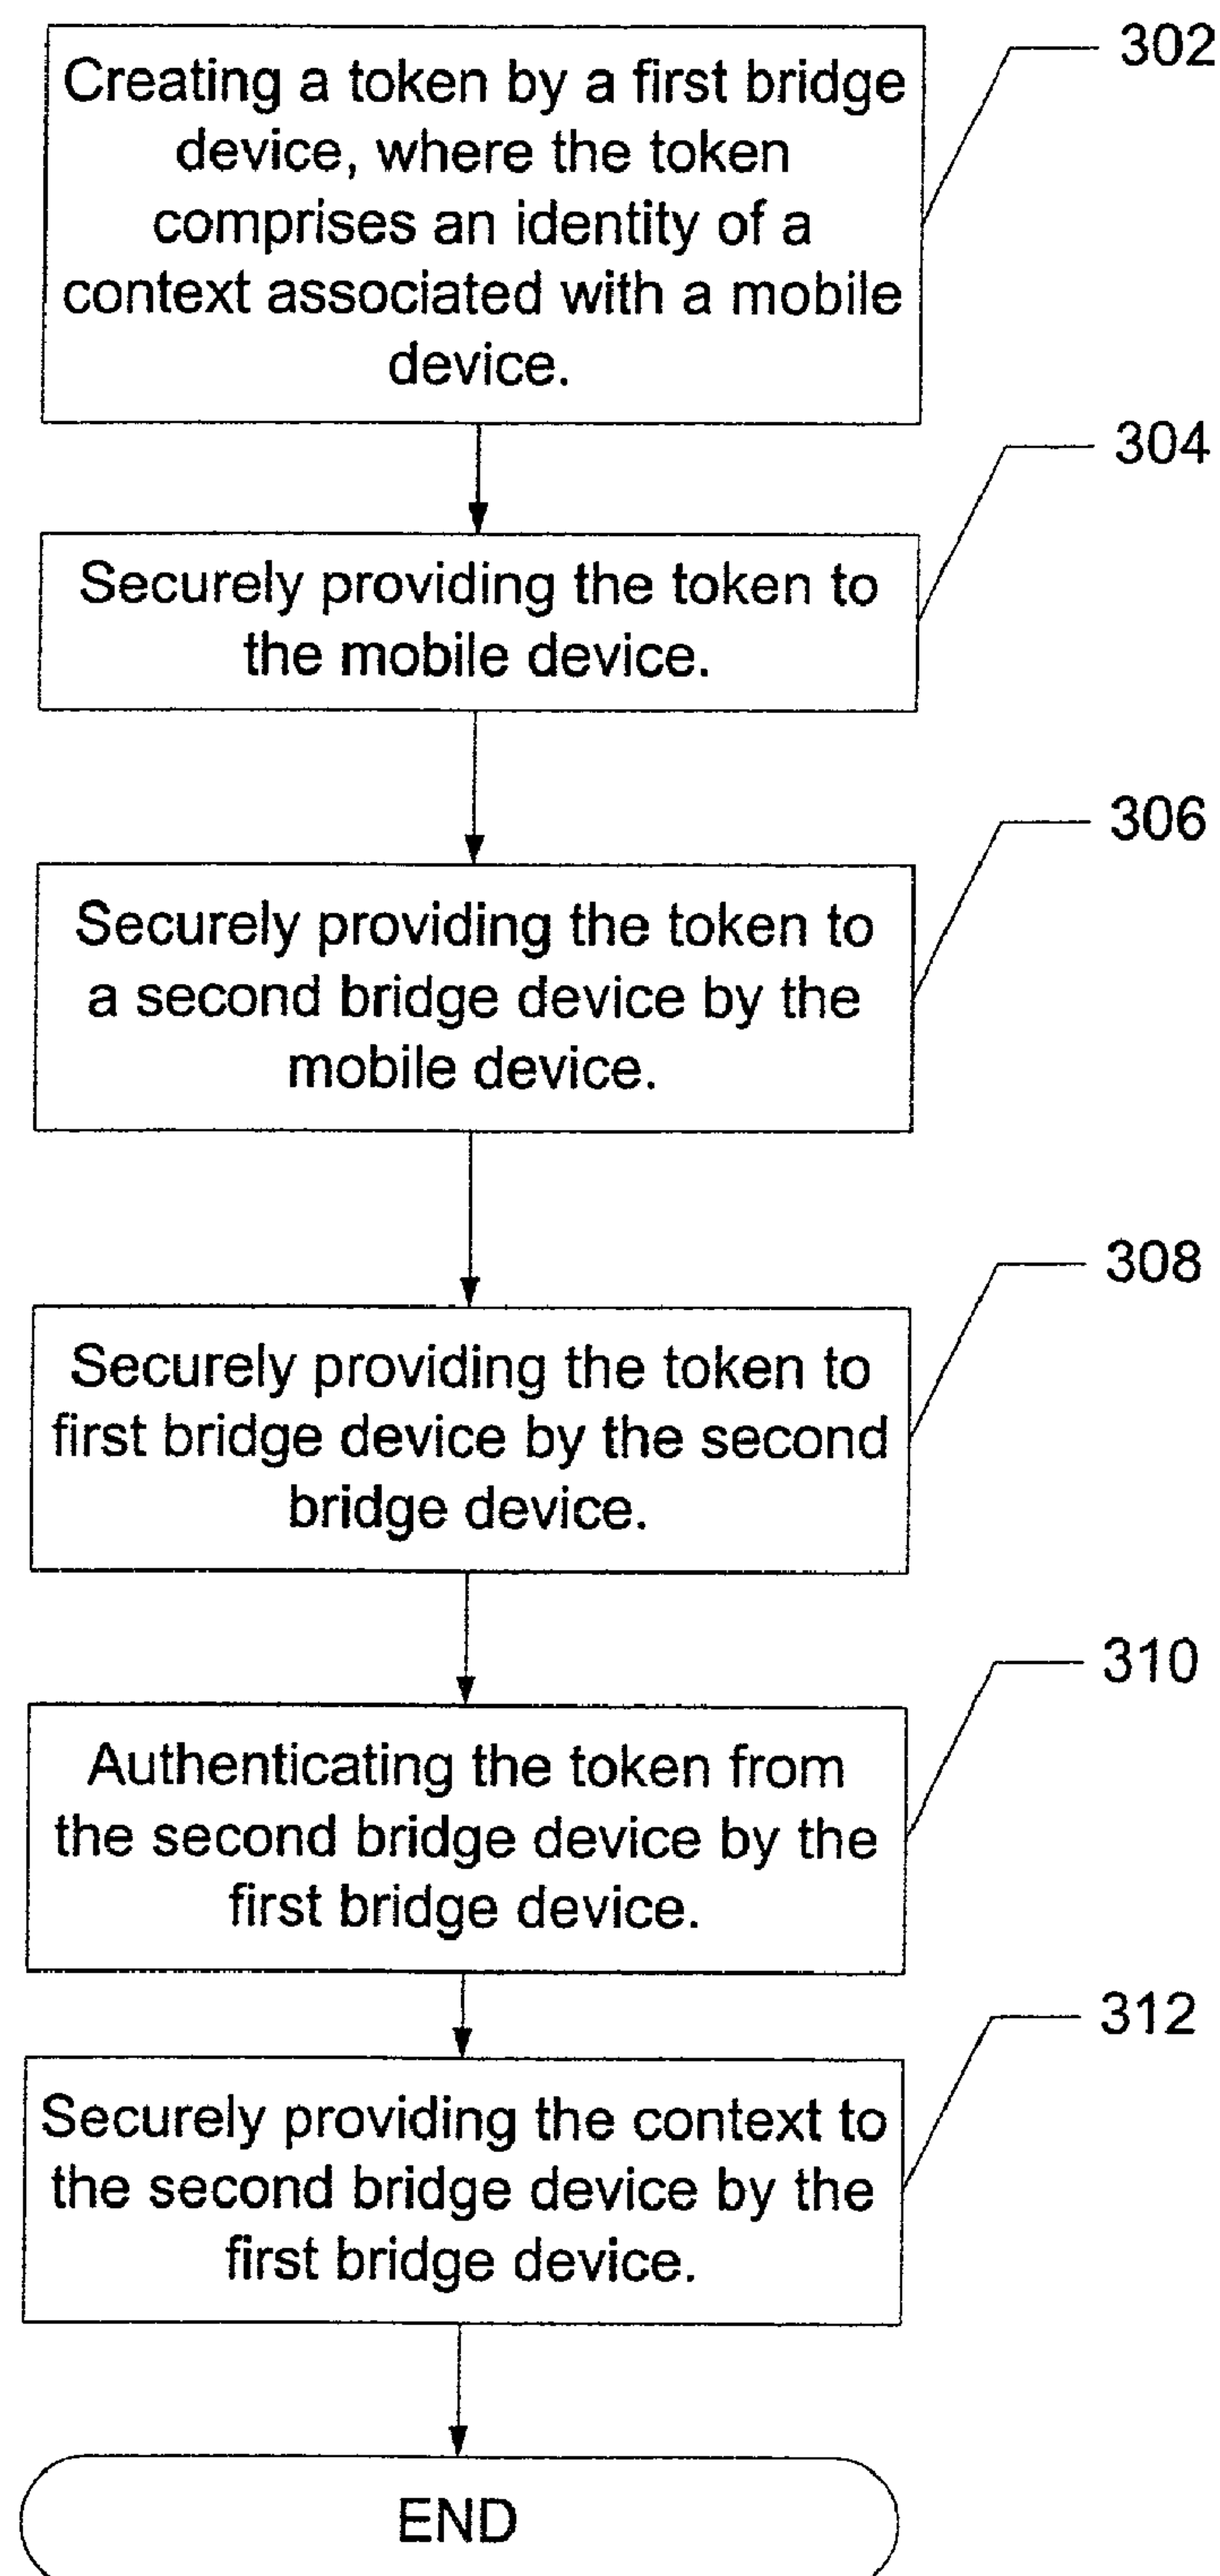 302
Creating a token by a first bridge
device, where the token
comprises an identity of a
context associated with a mobile
device.
304
Securely providing the token to
the mobile device.
306
Securely providing the token to
a second bridge device by the
mobile device.
308
Securely providing the token to
first bridge device by the second
bridge device.
310
Authenticating the token from
the second bridge device by the
first bridge device.
312
Securely providing the context to
the second bridge device by the
first bridge device.
END